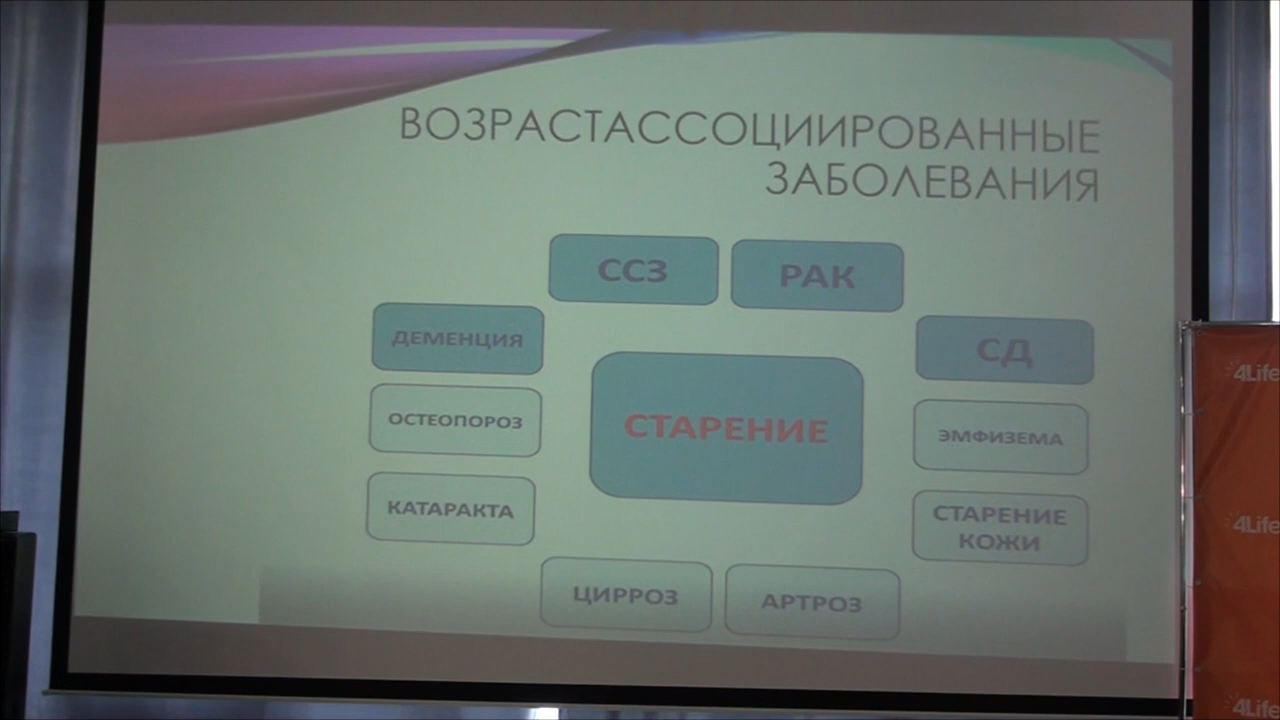 ВОЗРАСТАССОЦИИРОВАННЫЕ
ЗАБОЛЕВАНИЯ
ССЗ
РАК
ДЕМЕНЦИЯ
СД
ОСТЕОПОРОЗ
СТАРЕНИЕ
ЭМФИЗЕМА
КАТАРАКТА
СТАРЕНИЕ
КОЖИ
ЦИРРОЗ
АРТРОЗ
4Life
4Life
4Life